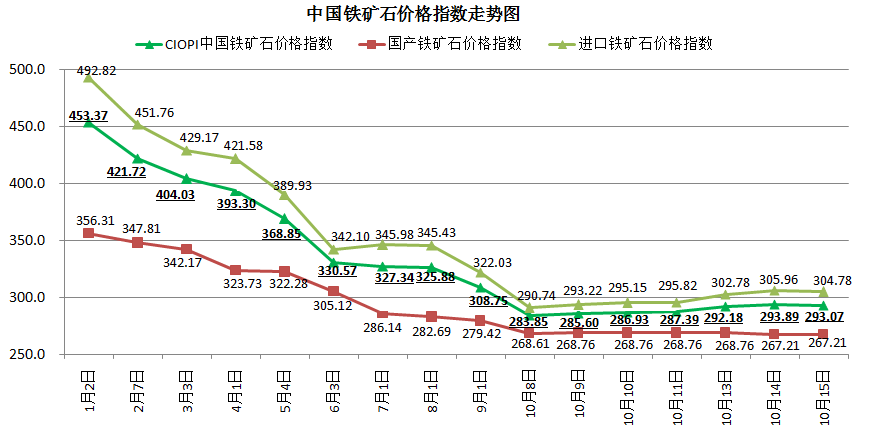 中国铁矿石价格指数走势图
CIOPI中国铁矿石价格指数 国产铁矿石价格指数 进口铁矿石价格指数
500.0
450.0
400.0
350.0
300.0
250.0
492.82 451.76 429.17 421.58 389.93 342.10 345.98 345.43 322.03 290.74 293.22 295.15 295.82 302.78 305.96 304.78
453.37 421.72 404.03 393.30 368.85 330.57 327.34 325.88 308.75 283.85 285.60 286.93 287.39 292.18 293.89 293.07
356.31 347.81 342.17 323.73 322.28 305.12 286.14 282.69 279.42 268.61 268.76 268.76 268.76 268.76 267.21 267.21
1月2日 2月7日 3月3日 4月1日 5月4日 6月3日 7月1日 8月1日 9月1日 10月8日 10月9日 10月10日 10月11日 10月13日 10月14日 10月15日